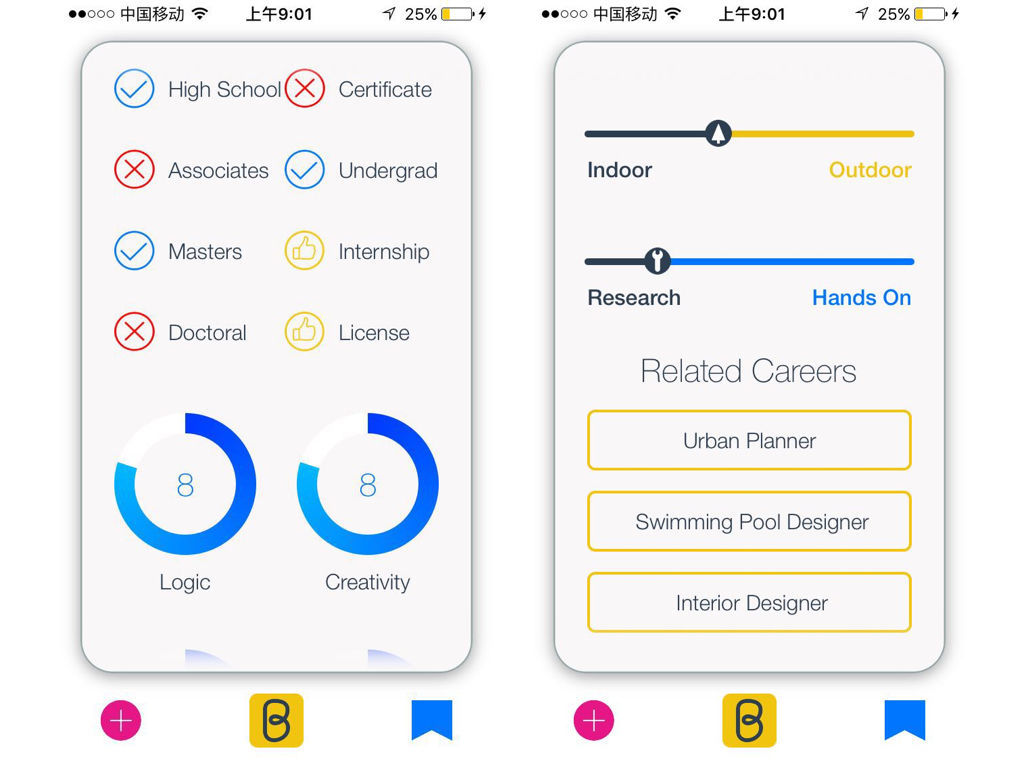 中国移动 上午9:01 25%
High School Certificate
Associates Undergrad
Masters Internship
Doctoral License
8 8
Logic Creativity
B
中国移动 上午9:01 25%
Indoor Outdoor
Research Hands On
Related Careers
Urban Planner
Swimming Pool Designer
Interior Designer
B